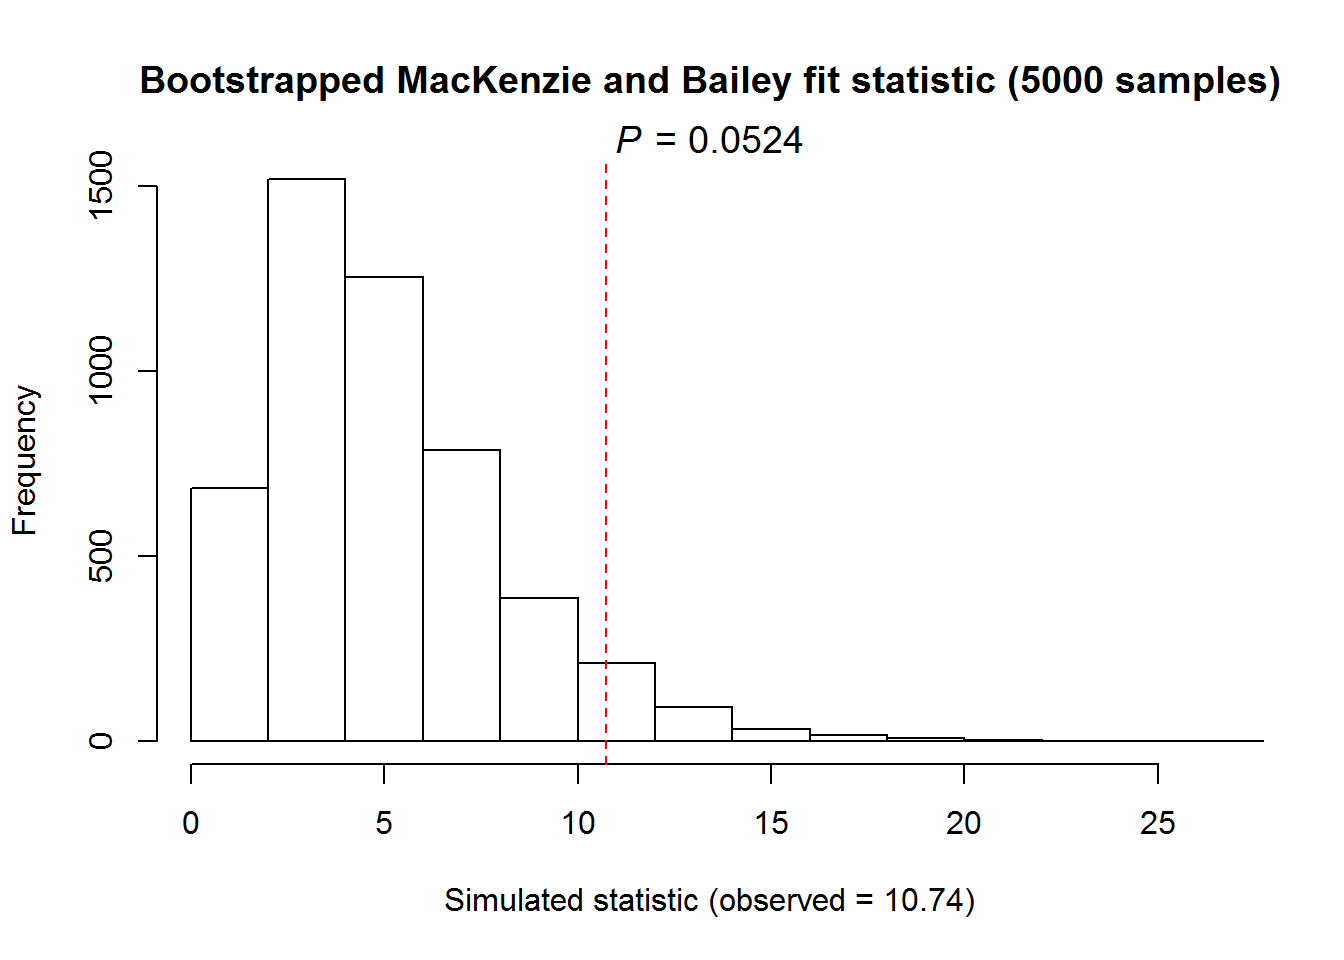 Bootstrapped MacKenzie and Bailey fit statistic (5000 samples)
P = 0.0524
Frequency
1500
1000
500
0
0 5 10 15 20 25
Simulated statistic (observed = 10.74)